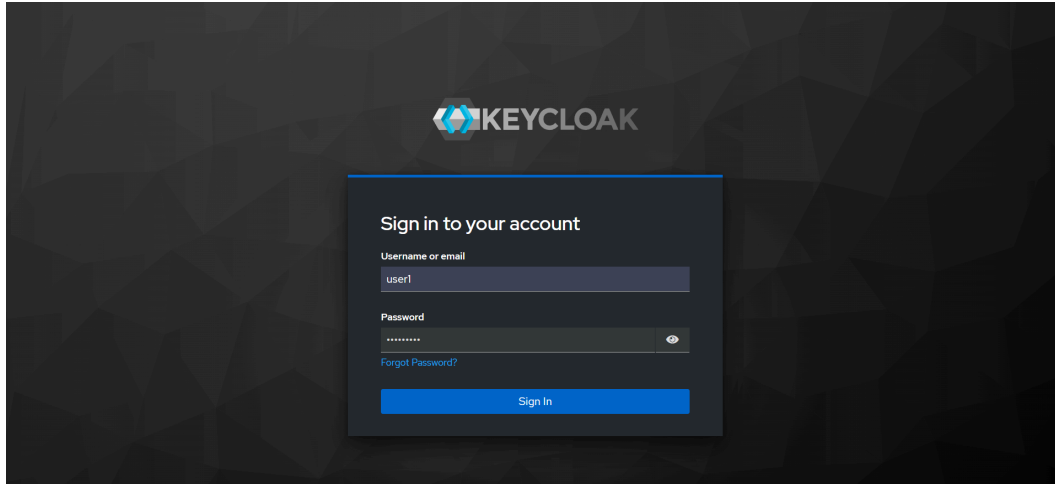 KEYCLOAK
Sign in to your account
Username or email
user1
Password
•••••••••
Forgot Password?
Sign In